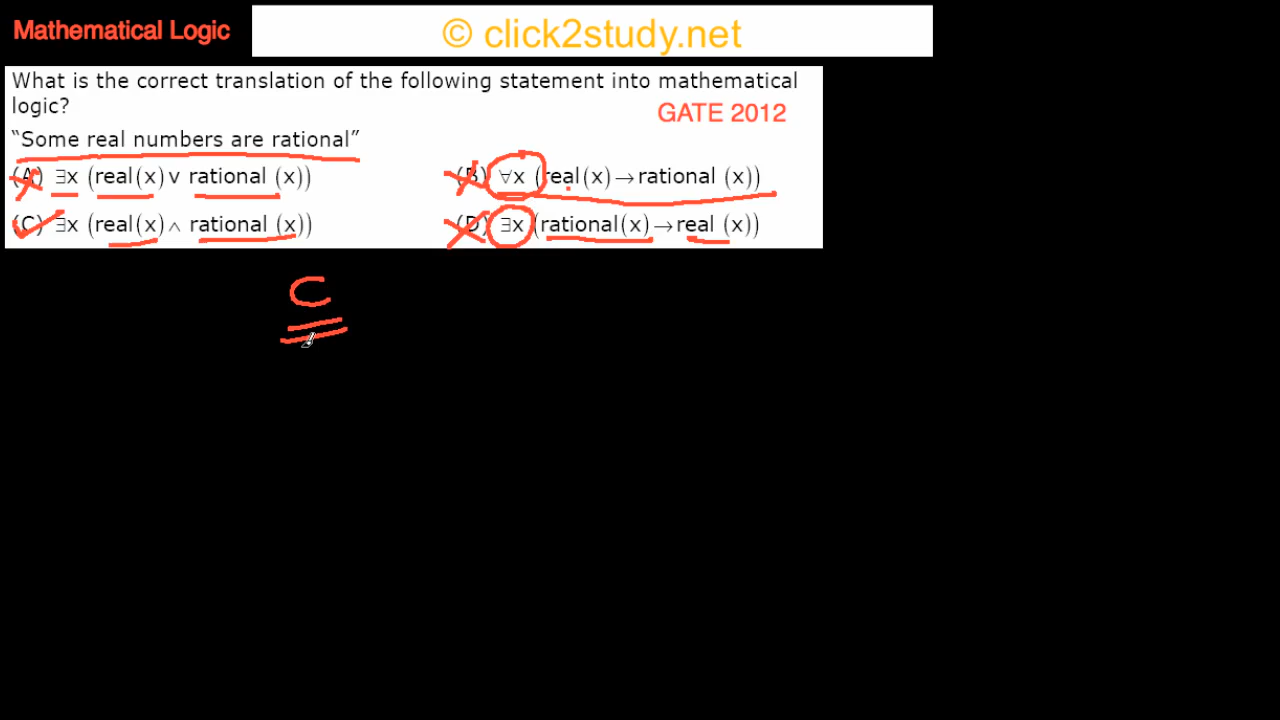 Mathematical Logic
© click2study.net
What is the correct translation of the following statement into mathematical
logic?
GATE 2012
“Some real numbers are rational”
(A) ∃x (real(x) ∨ rational (x))
(B) ∀x (real(x) → rational (x))
(C) ∃x (real(x) ∧ rational (x))
(D) ∃x (rational(x) → real (x))
C